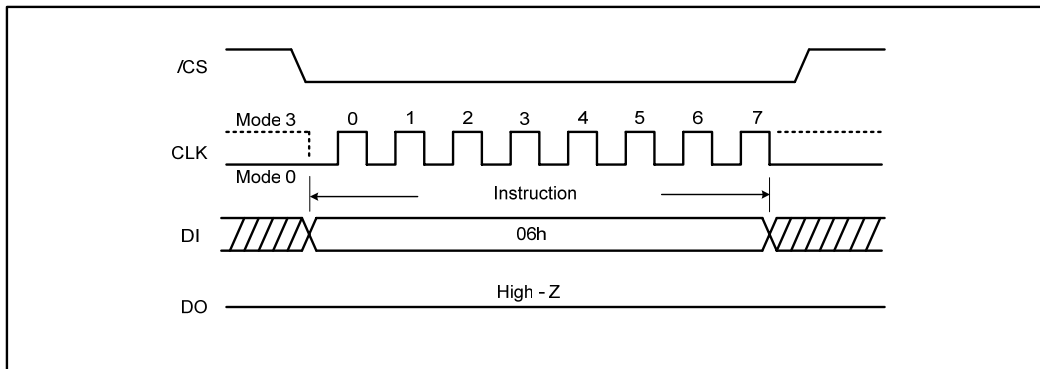 /CS
Mode 3 0 1 2 3 4 5 6 7
CLK
Mode 0
Instruction
DI 06h
High - Z
DO